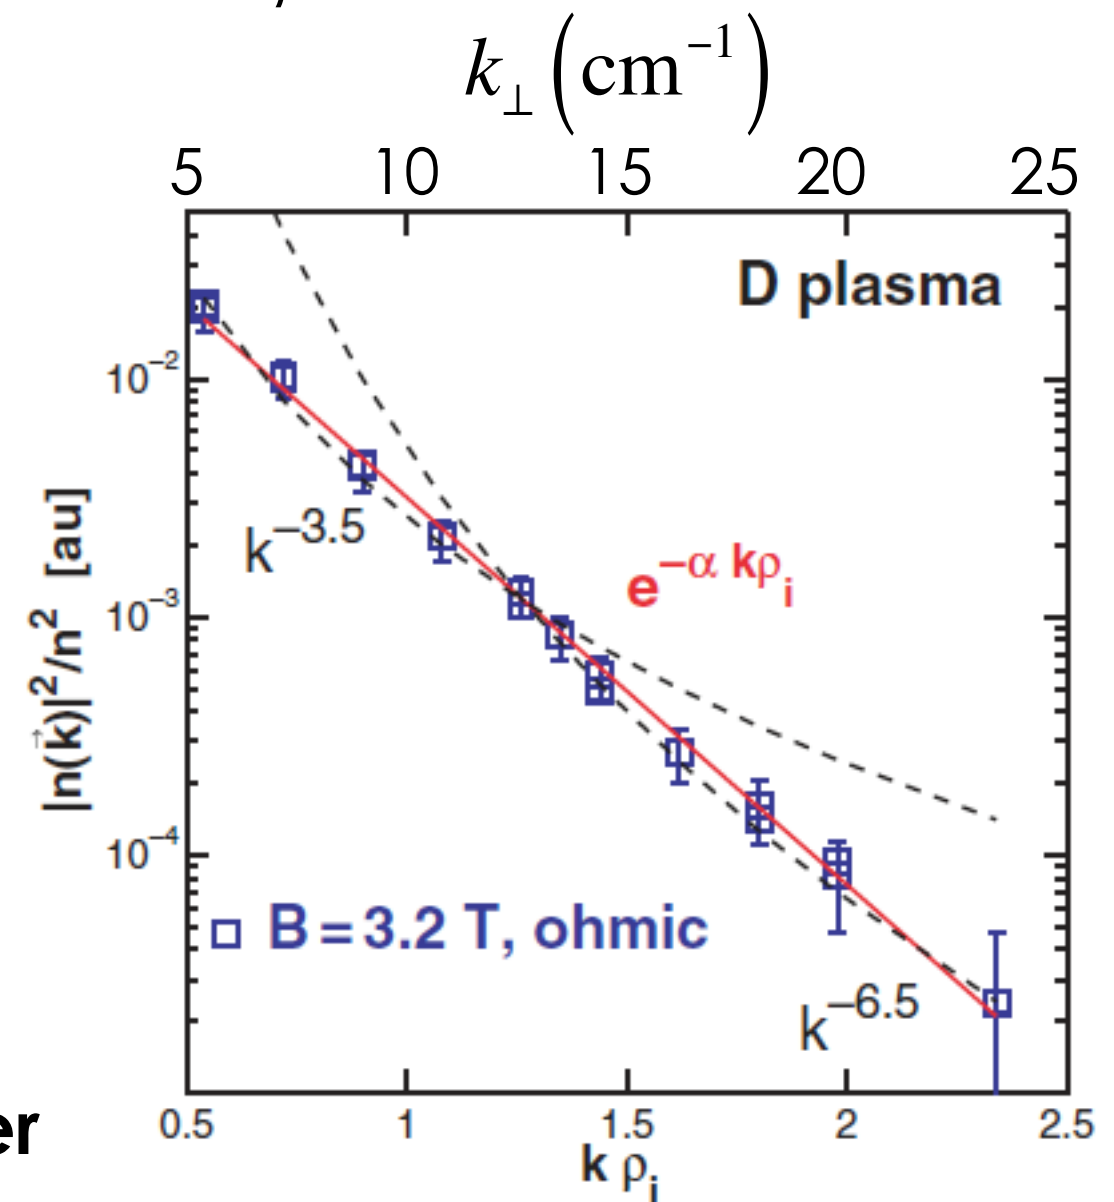 k⊥ (cm⁻¹)
5 10 15 20 25
D plasma
10⁻²
k⁻³·⁵
e^−α kρᵢ
10⁻³
|n(k⃗)|²/n² [au]
10⁻⁴
B = 3.2 T, ohmic
k⁻⁶·⁵
er
0.5 1 1.5 2 2.5
k ρᵢ